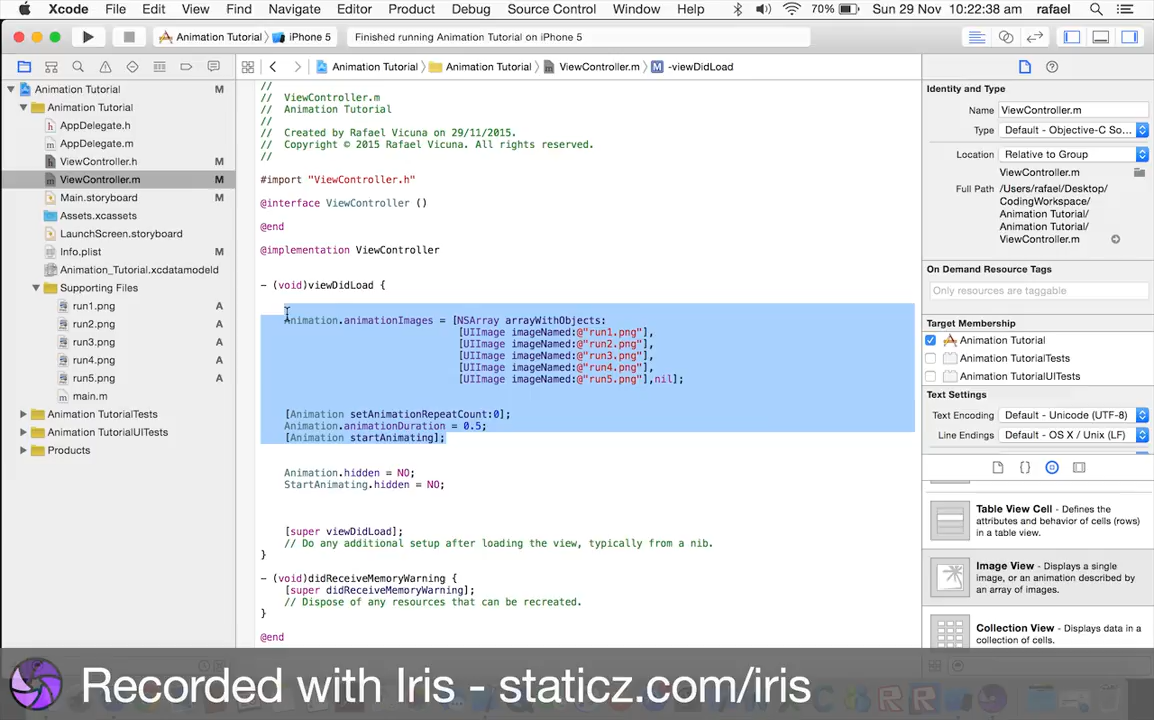 Xcode File Edit View Find Navigate Editor Product Debug Source Control Window Help 70% Sun 29 Nov 10:22:38 am rafael
Animation Tutorial iPhone 5 Finished running Animation Tutorial on iPhone 5
Animation Tutorial Animation Tutorial ViewController.m M -viewDidLoad
Animation Tutorial M
Animation Tutorial
AppDelegate.h
AppDelegate.m
ViewController.h M
ViewController.m M
Main.storyboard M
Assets.xcassets
LaunchScreen.storyboard
Info.plist M
Animation_Tutorial.xcdatamodeld
Supporting Files
run1.png A
run2.png A
run3.png A
run4.png A
run5.png A
main.m
Animation TutorialTests
Animation TutorialUITests
Products
//
// ViewController.m
// Animation Tutorial
//
// Created by Rafael Vicuna on 29/11/2015.
// Copyright © 2015 Rafael Vicuna. All rights reserved.
//
#import "ViewController.h"
@interface ViewController ()
@end
@implementation ViewController
- (void)viewDidLoad {
Animation.animationImages = [NSArray arrayWithObjects:
[UIImage imageNamed:@"run1.png"],
[UIImage imageNamed:@"run2.png"],
[UIImage imageNamed:@"run3.png"],
[UIImage imageNamed:@"run4.png"],
[UIImage imageNamed:@"run5.png"],nil];
[Animation setAnimationRepeatCount:0];
Animation.animationDuration = 0.5;
[Animation startAnimating];
Animation.hidden = NO;
StartAnimating.hidden = NO;
[super viewDidLoad];
// Do any additional setup after loading the view, typically from a nib.
}
- (void)didReceiveMemoryWarning {
[super didReceiveMemoryWarning];
// Dispose of any resources that can be recreated.
}
@end
Identity and Type
Name ViewController.m
Type Default - Objective-C So...
Location Relative to Group
ViewController.m
Full Path /Users/rafael/Desktop/
CodingWorkspace/
Animation Tutorial/
Animation Tutorial/
ViewController.m
On Demand Resource Tags
Only resources are taggable
Target Membership
Animation Tutorial
Animation TutorialTests
Animation TutorialUITests
Text Settings
Text Encoding Default - Unicode (UTF-8)
Line Endings Default - OS X / Unix (LF)
{}
Table View Cell - Defines the
attributes and behavior of cells (rows)
in a table view.
Image View - Displays a single
image, or an animation described by
an array of images.
Collection View - Displays data in a
collection of cells.
Recorded with Iris - staticz.com/iris